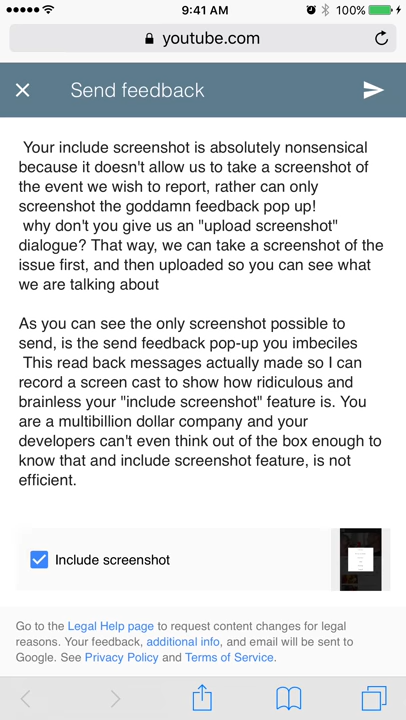 9:41 AM
100%
youtube.com
Send feedback
Your include screenshot is absolutely nonsensical
because it doesn't allow us to take a screenshot of
the event we wish to report, rather can only
screenshot the goddamn feedback pop up!
why don't you give us an "upload screenshot"
dialogue? That way, we can take a screenshot of the
issue first, and then uploaded so you can see what
we are talking about
As you can see the only screenshot possible to
send, is the send feedback pop-up you imbeciles
This read back messages actually made so I can
record a screen cast to show how ridiculous and
brainless your "include screenshot" feature is. You
are a multibillion dollar company and your
developers can't even think out of the box enough to
know that and include screenshot feature, is not
efficient.
Include screenshot
Go to the Legal Help page to request content changes for legal
reasons. Your feedback, additional info, and email will be sent to
Google. See Privacy Policy and Terms of Service.